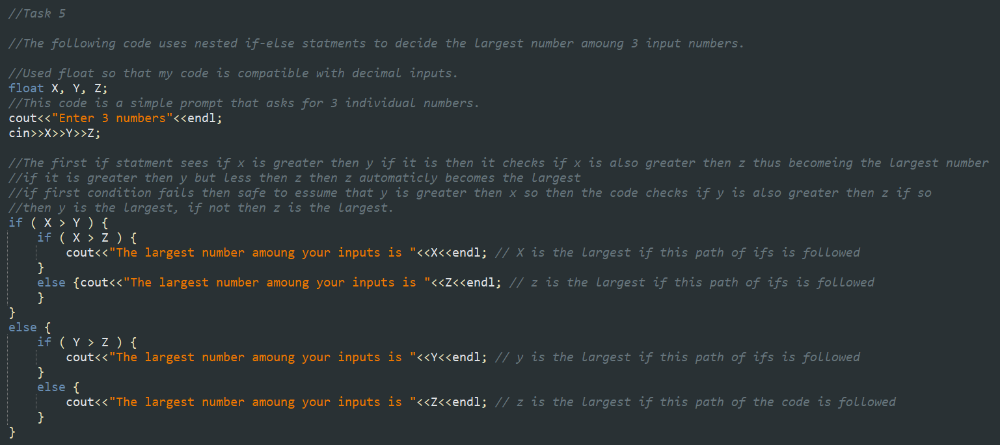 //Task 5
//The following code uses nested if-else statments to decide the largest number amoung 3 input numbers.
//Used float so that my code is compatible with decimal inputs.
float X, Y, Z;
//This code is a simple prompt that asks for 3 individual numbers.
cout<<"Enter 3 numbers"<<endl;
cin>>X>>Y>>Z;
//The first if statment sees if x is greater then y if it is then it checks if x is also greater then z thus becomeing the largest number
//if it is greater then y but less then z then z automaticly becomes the largest
//if first condition fails then safe to essume that y is greater then x so then the code checks if y is also greater then z if so
//then y is the largest, if not then z is the largest.
if ( X > Y ) {
    if ( X > Z ) {
        cout<<"The largest number amoung your inputs is "<<X<<endl; // X is the largest if this path of ifs is followed
    }
    else {cout<<"The largest number amoung your inputs is "<<Z<<endl; // z is the largest if this path of ifs is followed
    }
}
else {
    if ( Y > Z ) {
        cout<<"The largest number amoung your inputs is "<<Y<<endl; // y is the largest if this path of ifs is followed
    }
    else {
        cout<<"The largest number amoung your inputs is "<<Z<<endl; // z is the largest if this path of the code is followed
    }
}